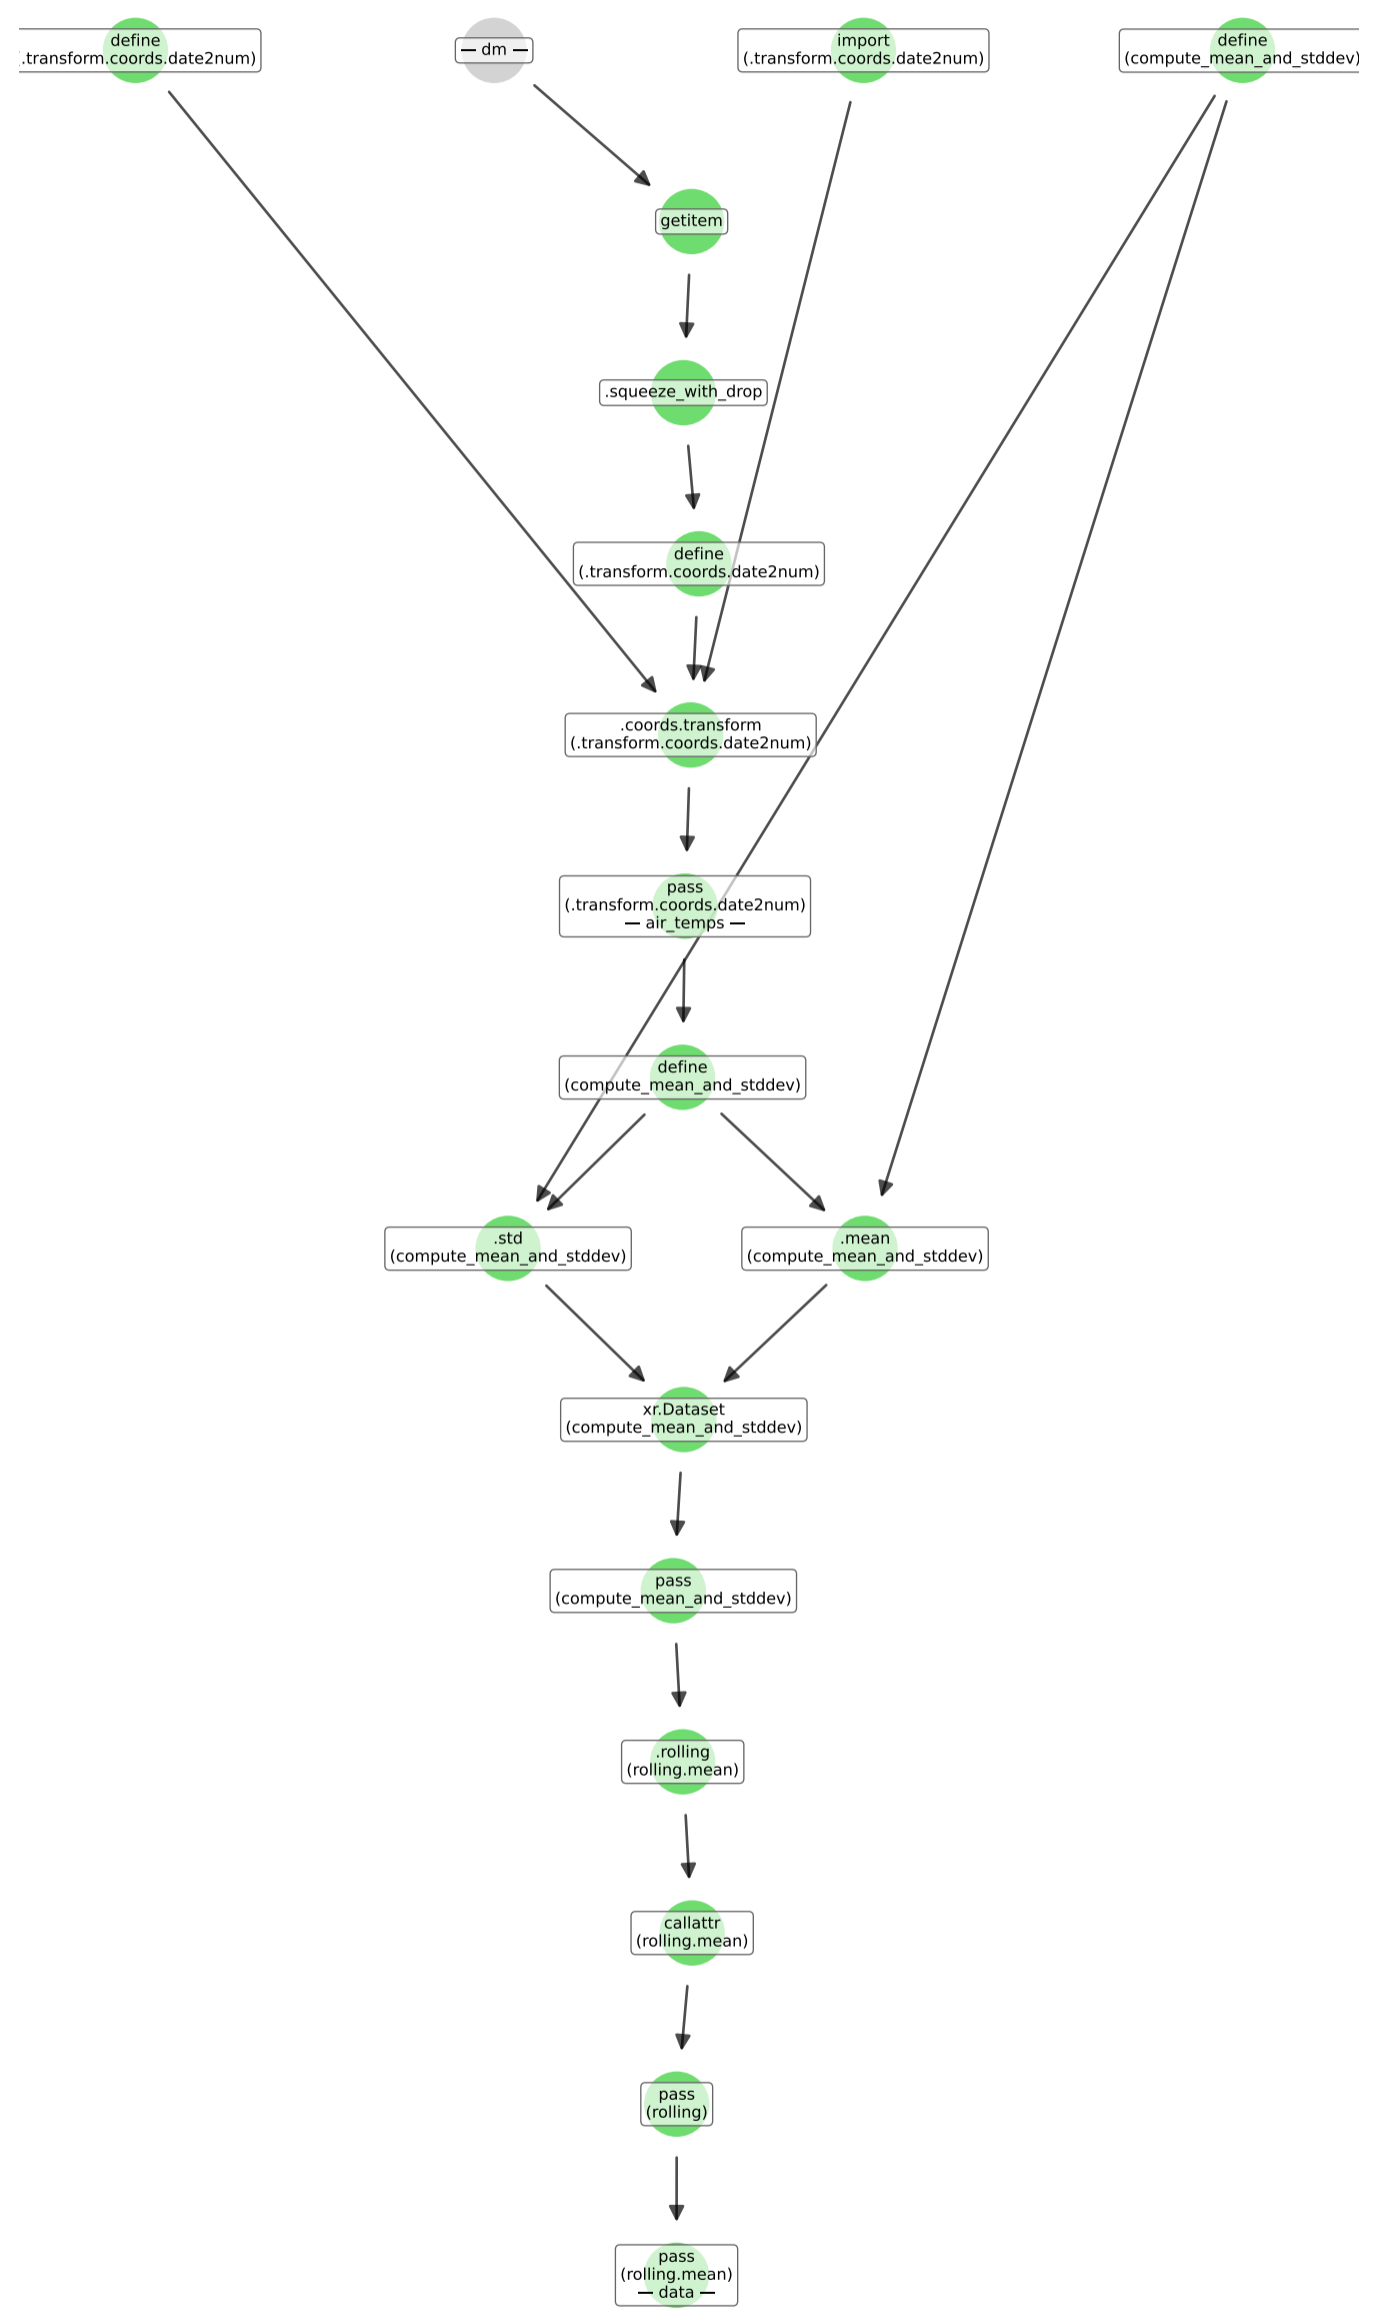 define
.transform.coords.date2num)
— dm —
import
(.transform.coords.date2num)
define
(compute_mean_and_stddev)
getitem
.squeeze_with_drop
define
(.transform.coords.date2num)
.coords.transform
(.transform.coords.date2num)
pass
(.transform.coords.date2num)
— air_temps —
define
(compute_mean_and_stddev)
.std
(compute_mean_and_stddev)
.mean
(compute_mean_and_stddev)
xr.Dataset
(compute_mean_and_stddev)
pass
(compute_mean_and_stddev)
.rolling
(rolling.mean)
callattr
(rolling.mean)
pass
(rolling)
pass
(rolling.mean)
— data —